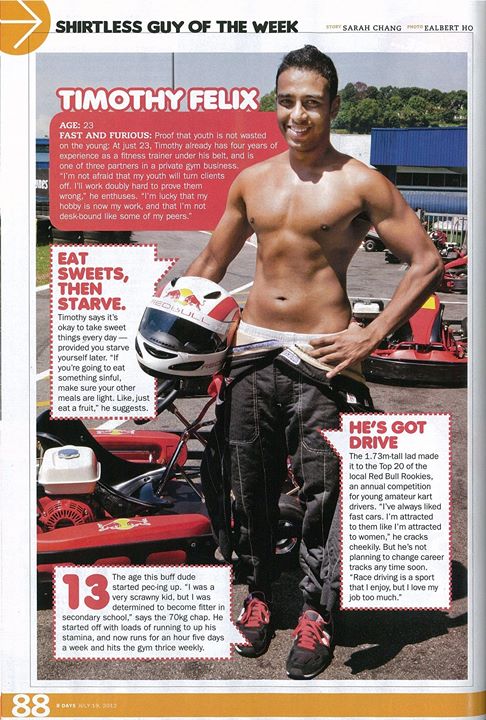 SHIRTLESS GUY OF THE WEEK
STORY SARAH CHANG PHOTO EALBERT HO
TIMOTHY FELIX
AGE: 23
FAST AND FURIOUS: Proof that youth is not wasted
on the young: At just 23, Timothy already has four years of
experience as a fitness trainer under his belt, and is
one of three partners in a private gym business.
"I'm not afraid that my youth will turn clients
off. I'll work doubly hard to prove them
wrong," he enthuses. "I'm lucky that my
hobby is now my work, and that I'm not
desk-bound like some of my peers."
EAT
SWEETS,
THEN
STARVE.
Timothy says it's
okay to take sweet
things every day —
provided you starve
yourself later. "If
you're going to eat
something sinful,
make sure your other
meals are light. Like, just
eat a fruit," he suggests.
RedBull
HE'S GOT
DRIVE
The 1.73m-tall lad made
it to the Top 20 of the
local Red Bull Rookies,
an annual competition
for young amateur kart
drivers. "I've always liked
fast cars. I'm attracted
to them like I'm attracted
to women," he cracks
cheekily. But he's not
planning to change career
tracks any time soon.
"Race driving is a sport
that I enjoy, but I love my
job too much."
13
The age this buff dude
started pec-ing up. "I was a
very scrawny kid, but I was
determined to become fitter in
secondary school," says the 70kg chap. He
started off with loads of running to up his
stamina, and now runs for an hour five days
a week and hits the gym thrice weekly.
88
8 DAYS JULY 19, 2012